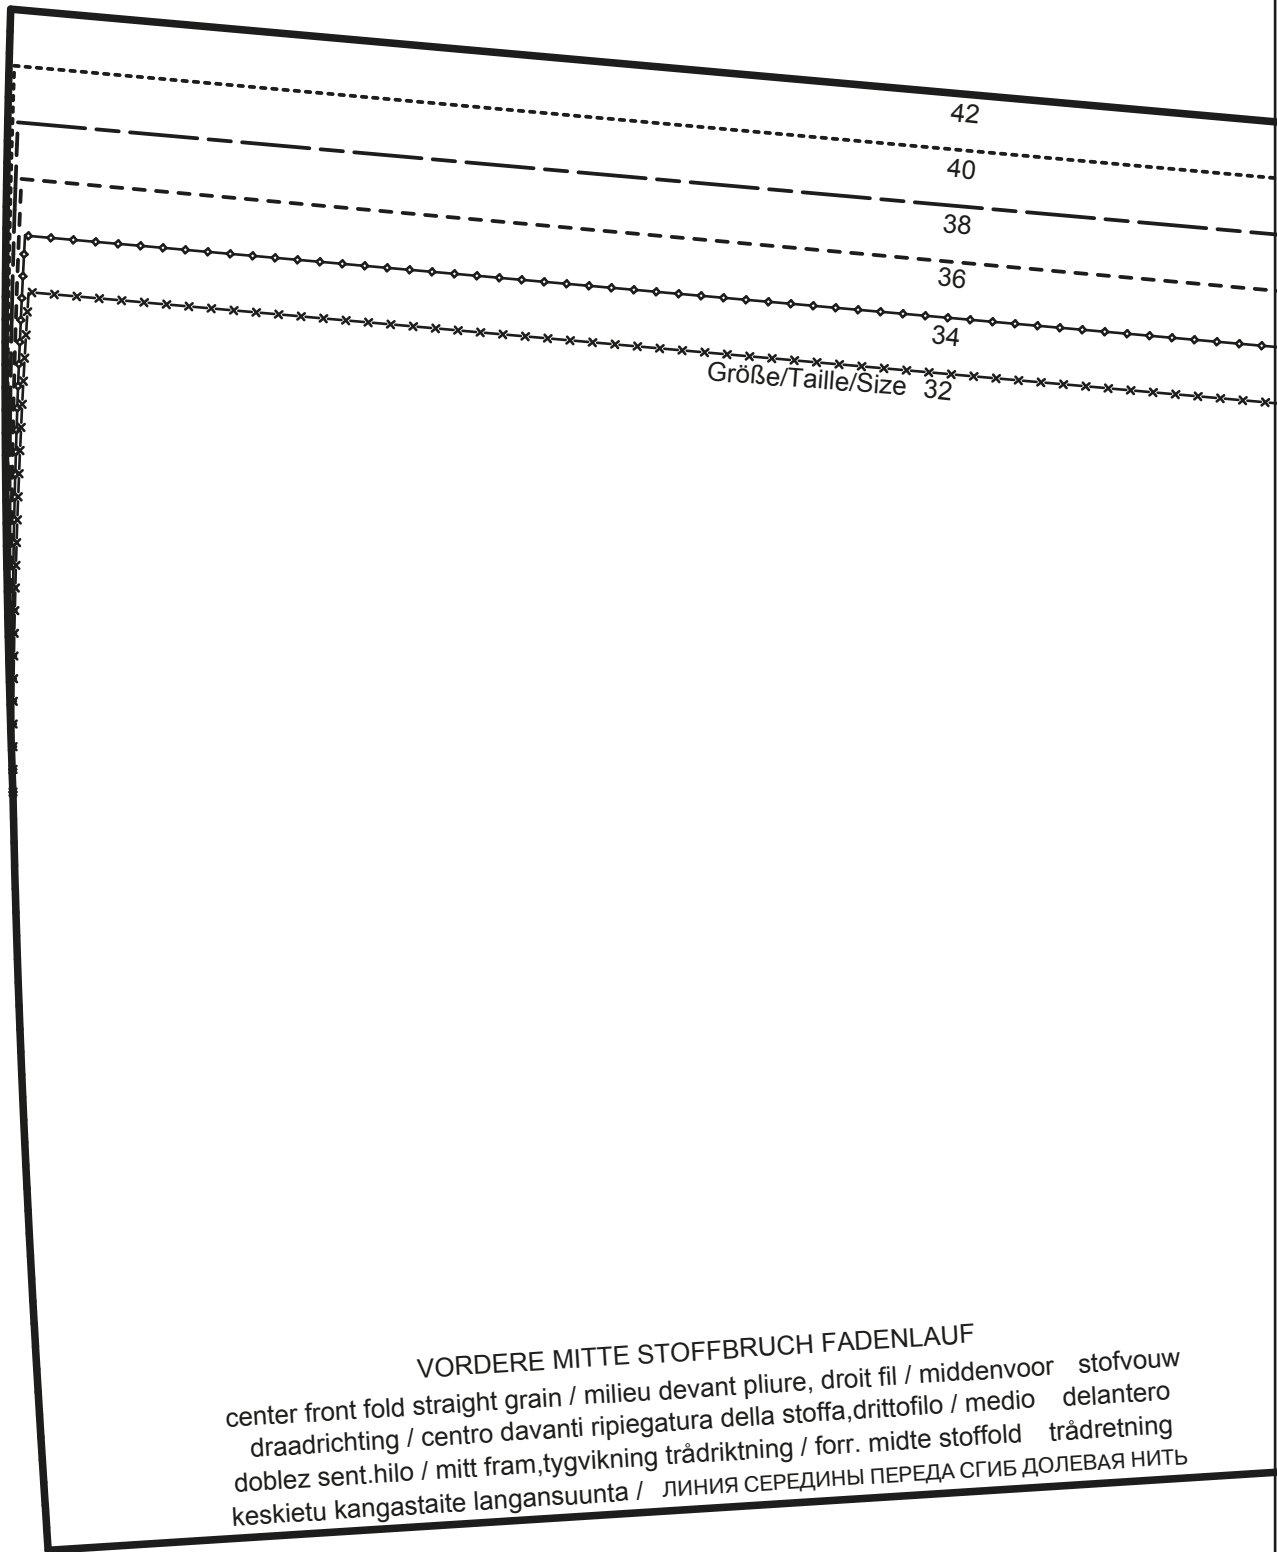 42
40
38
36
34
Größe/Taille/Size 32
VORDERE MITTE STOFFBRUCH FADENLAUF
center front fold straight grain / milieu devant pliure, droit fil / middenvoor stofvouw
draadrichting / centro davanti ripiegatura della stoffa,drittofilo / medio delantero
doblez sent.hilo / mitt fram,tygvikning trådriktning / forr. midte stoffold trådretning
keskietu kangastaite langansuunta / ЛИНИЯ СЕРЕДИНЫ ПЕРЕДА СГИБ ДОЛЕВАЯ НИТЬ